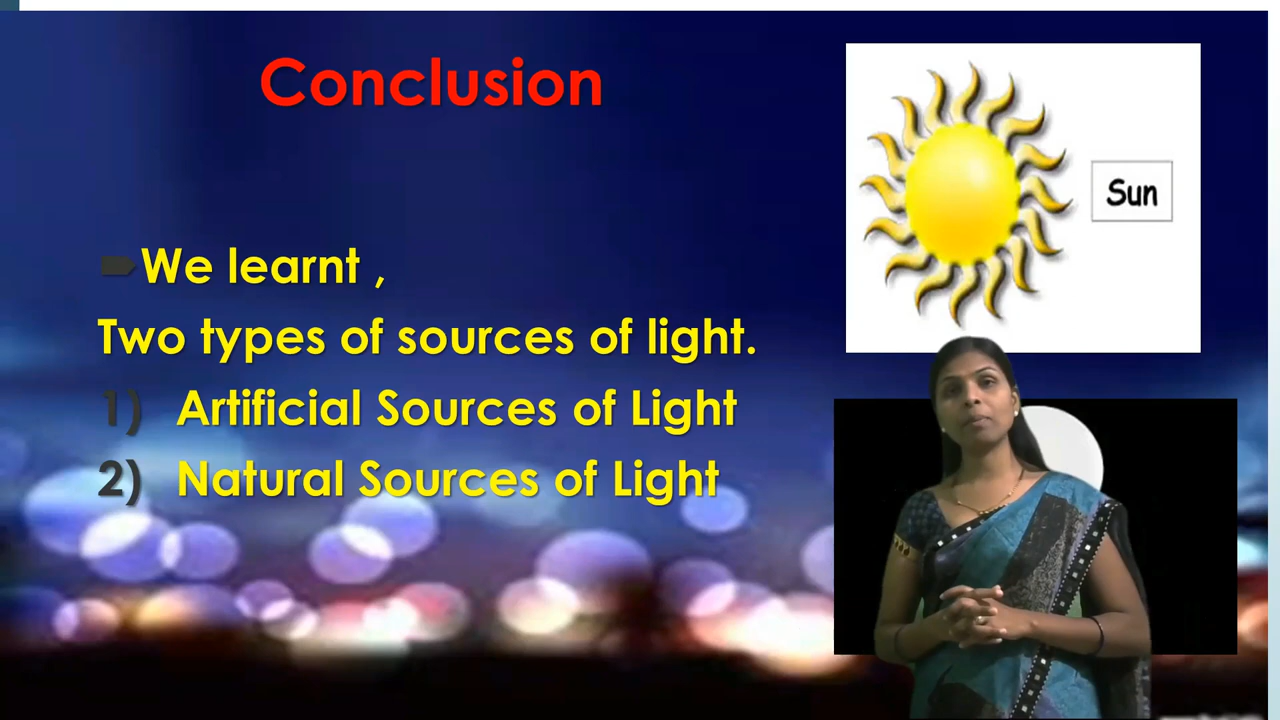 Conclusion
We learnt ,
Two types of sources of light.
1) Artificial Sources of Light
2) Natural Sources of Light
Sun